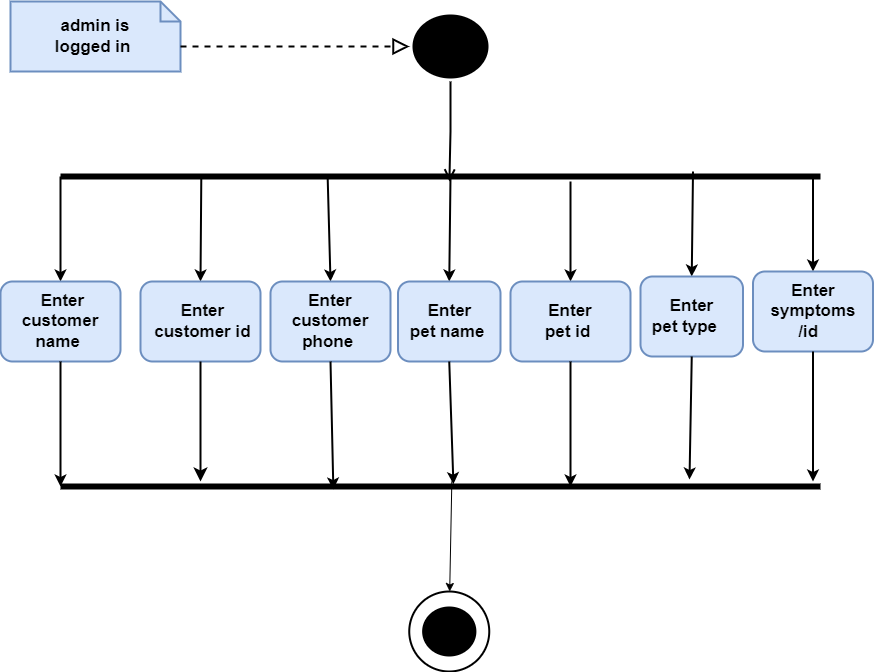 admin is
logged in
Enter
customer
name
Enter
customer id
Enter
customer
phone
Enter
pet name
Enter
pet id
Enter
pet type
Enter
symptoms
/id